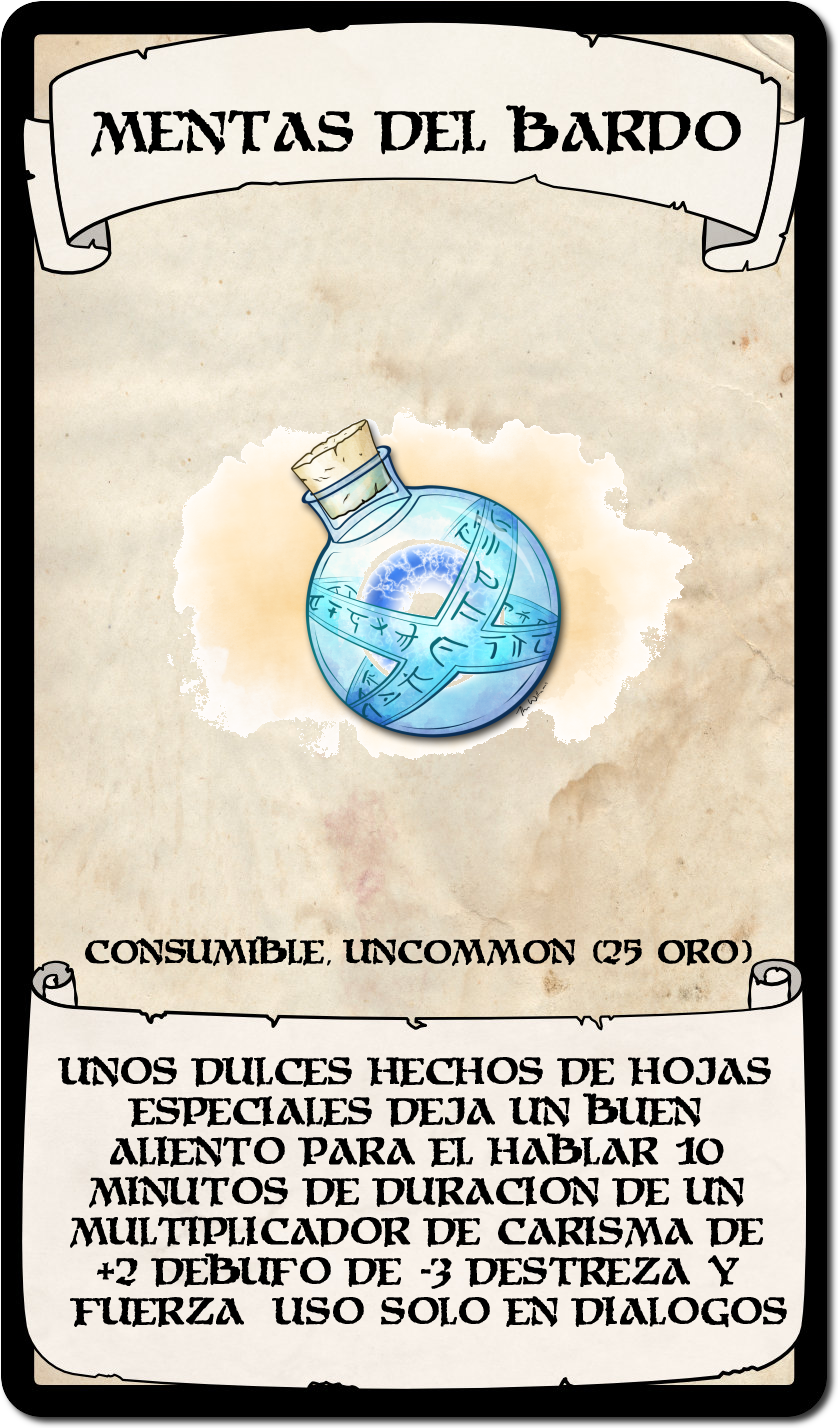 MENTAS DEL BARDO
CONSUMIBLE, UNCOMMON (25 ORO)
UNOS DULCES HECHOS DE HOJAS
ESPECIALES DEJA UN BUEN
ALIENTO PARA EL HABLAR 10
MINUTOS DE DURACION DE UN
MULTIPLICADOR DE CARISMA DE
+2 DEBUFO DE -3 DESTREZA Y
FUERZA USO SOLO EN DIALOGOS